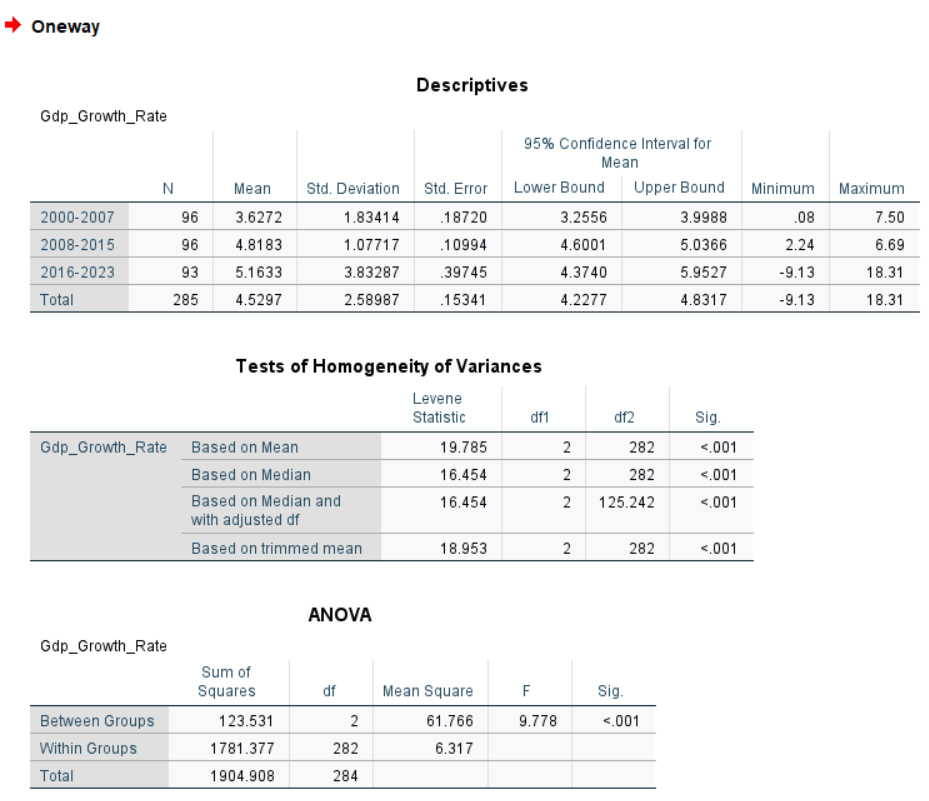 Oneway
Descriptives
Gdp_Growth_Rate
95% Confidence Interval for
Mean
N Mean Std. Deviation Std. Error Lower Bound Upper Bound Minimum Maximum
2000-2007 96 3.6272 1.83414 .18720 3.2556 3.9988 .08 7.50
2008-2015 96 4.8183 1.07717 .10994 4.6001 5.0366 2.24 6.69
2016-2023 93 5.1633 3.83287 .39745 4.3740 5.9527 -9.13 18.31
Total 285 4.5297 2.58987 .15341 4.2277 4.8317 -9.13 18.31
Tests of Homogeneity of Variances
Levene
Statistic df1 df2 Sig.
Gdp_Growth_Rate Based on Mean 19.785 2 282 <.001
Based on Median 16.454 2 282 <.001
Based on Median and 16.454 2 125.242 <.001
with adjusted df
Based on trimmed mean 18.953 2 282 <.001
ANOVA
Gdp_Growth_Rate
Sum of
Squares df Mean Square F Sig.
Between Groups 123.531 2 61.766 9.778 <.001
Within Groups 1781.377 282 6.317
Total 1904.908 284